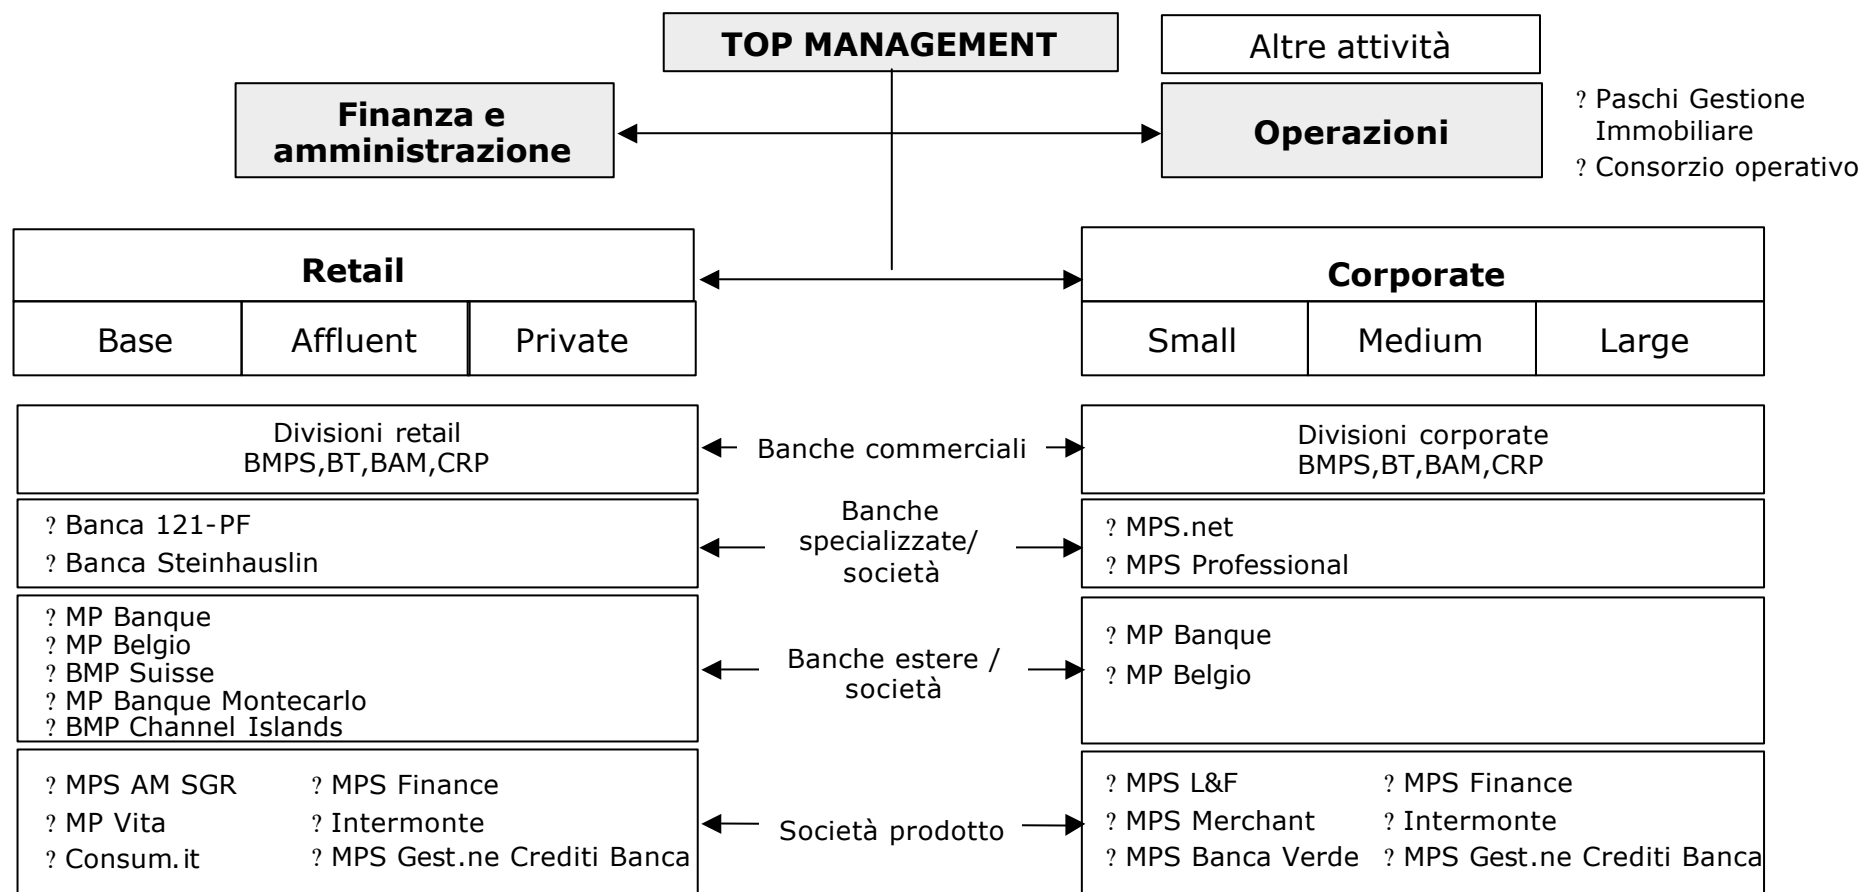 TOP MANAGEMENT
Altre attività
Finanza e
amministrazione
Operazioni
? Paschi Gestione
Immobiliare
? Consorzio operativo
Retail
Base
Affluent
Private
Corporate
Small
Medium
Large
Divisioni retail
BMPS,BT,BAM,CRP
Banche commerciali
Divisioni corporate
BMPS,BT,BAM,CRP
? Banca 121-PF
? Banca Steinhauslin
Banche
specializzate/
società
? MPS.net
? MPS Professional
? MP Banque
? MP Belgio
? BMP Suisse
? MP Banque Montecarlo
? BMP Channel Islands
Banche estere /
società
? MP Banque
? MP Belgio
? MPS AM SGR
? MP Vita
? Consum.it
? MPS Finance
? Intermonte
? MPS Gest.ne Crediti Banca
Società prodotto
? MPS L&F
? MPS Merchant
? MPS Banca Verde
? MPS Finance
? Intermonte
? MPS Gest.ne Crediti Banca